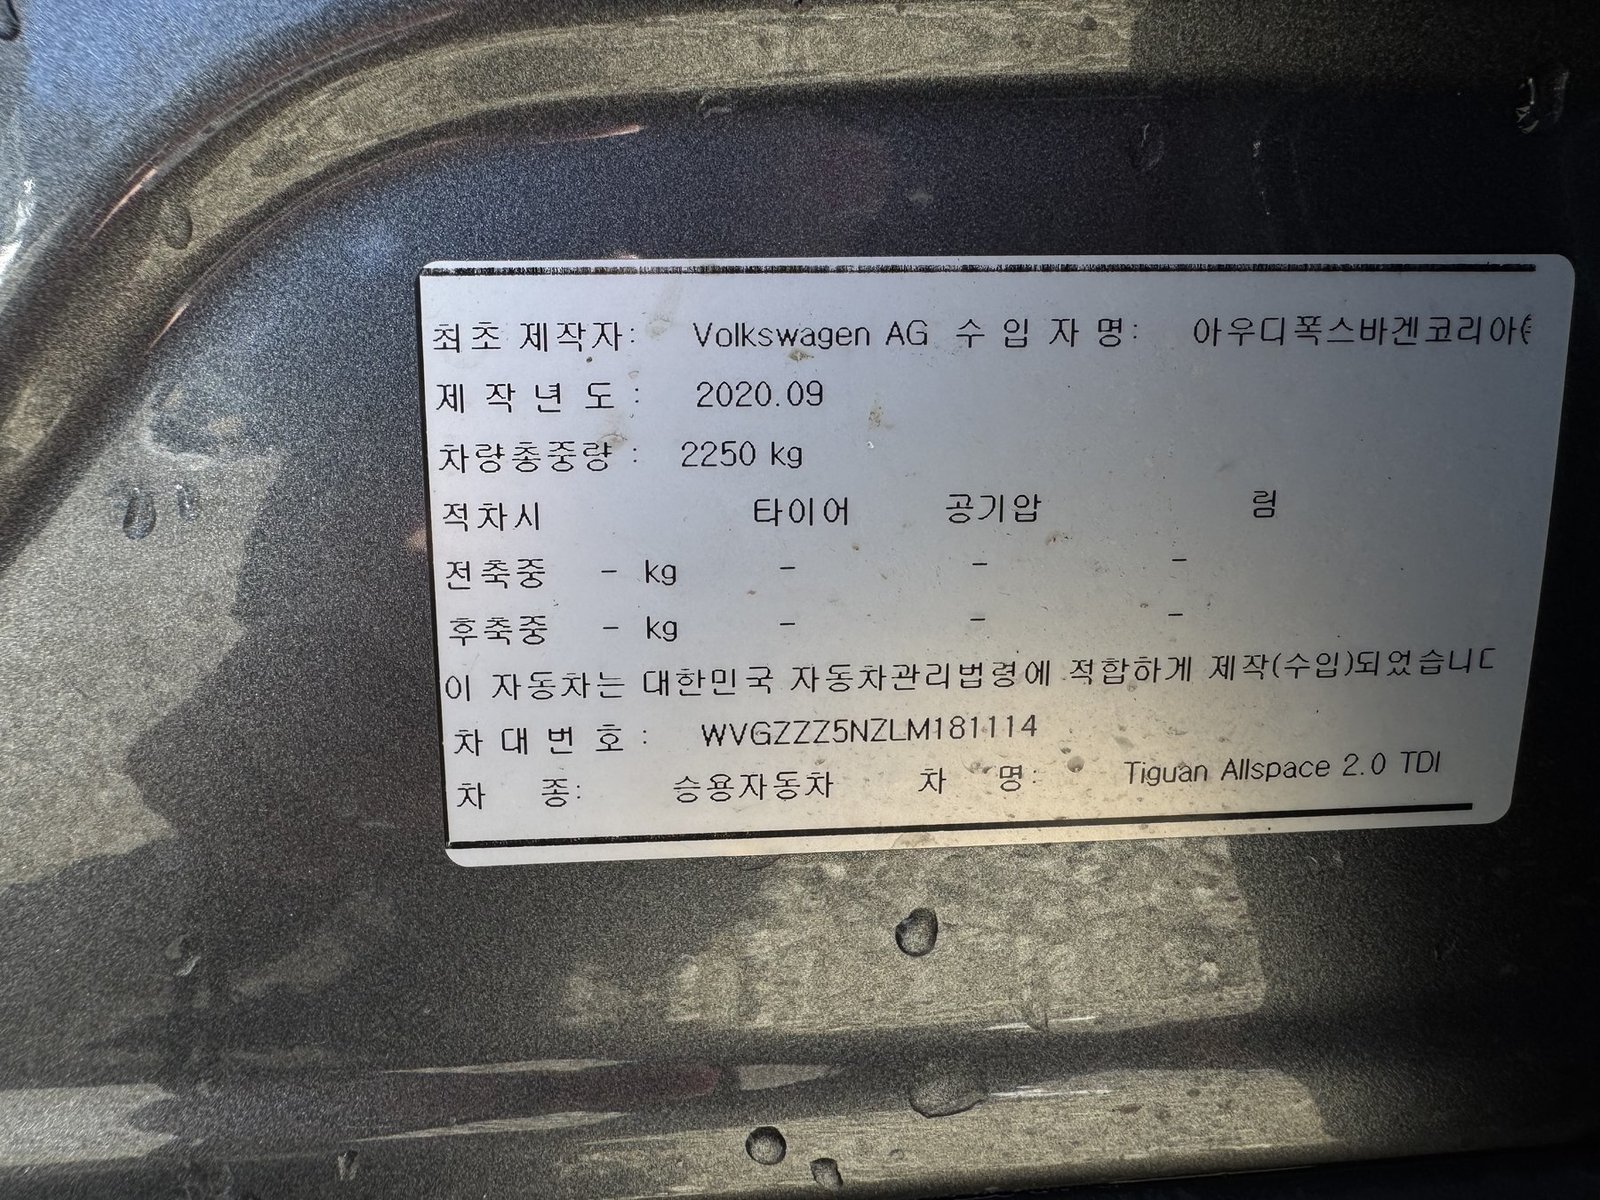 최초 제작자: Volkswagen AG 수 입 자 명: 아우디폭스바겐코리아
제 작 년 도 : 2020.09
차량총중량 : 2250 kg
적차시 타이어 공기압 림
전축중 - kg - - -
후축중 - kg - - -
이 자동차는 대한민국 자동차관리법령에 적합하게 제작(수입)되었습니
차 대 번 호 : WVGZZZ5NZLM181114
차 종: 승용자동차 차 명: Tiguan Allspace 2.0 TDI